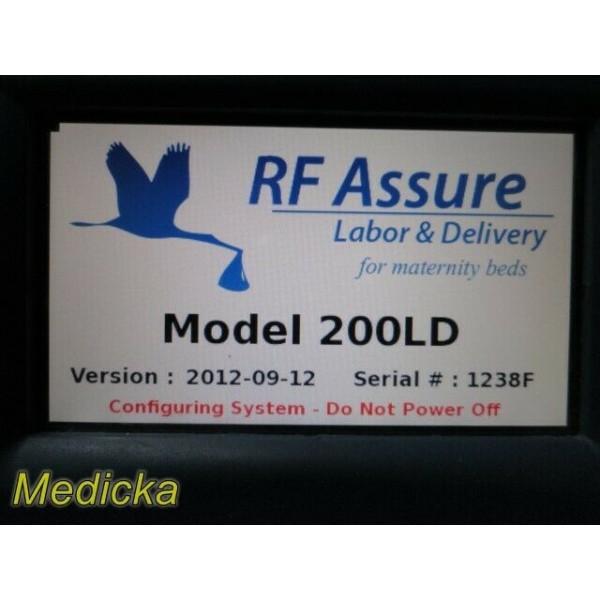 RF Assure
Labor & Delivery
for maternity beds
Model 200LD
Version : 2012-09-12 Serial # : 1238F
Configuring System - Do Not Power Off
Medicka